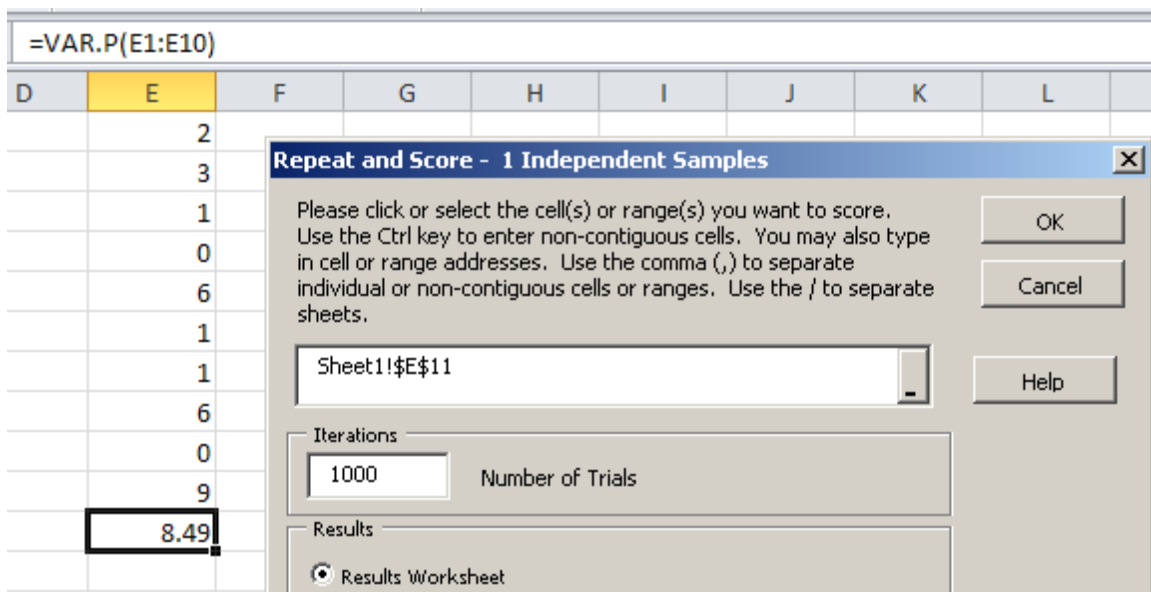 =VAR.P(E1:E10)
D E F G H I J K L
2
3
1
0
6
1
1
6
0
9
8.49
Repeat and Score - 1 Independent Samples
Please click or select the cell(s) or range(s) you want to score.
Use the Ctrl key to enter non-contiguous cells. You may also type
in cell or range addresses. Use the comma (,) to separate
individual or non-contiguous cells or ranges. Use the / to separate
sheets.
OK
Cancel
Sheet1!$E$11
Help
Iterations
1000 Number of Trials
Results
Results Worksheet